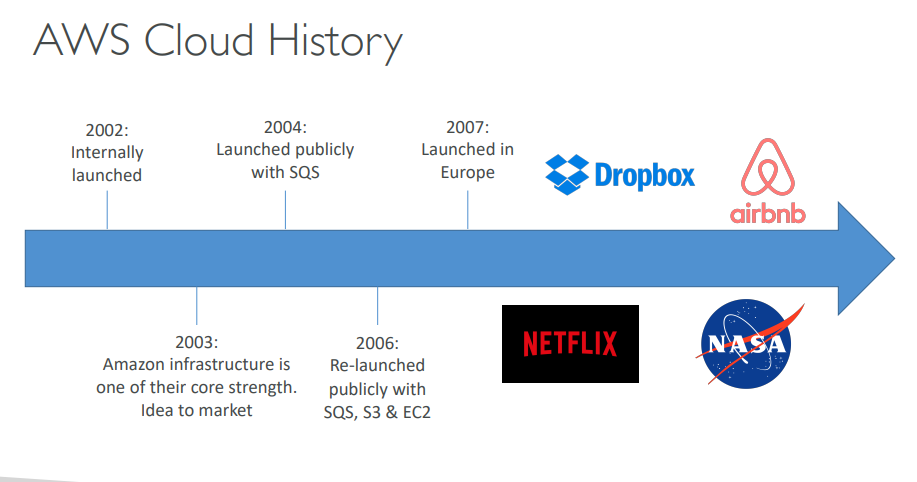 AWS Cloud History
2002:
Internally
launched
2004:
Launched publicly
with SQS
2007:
Launched in
Europe
Dropbox
airbnb
2003:
Amazon infrastructure is
one of their core strength.
Idea to market
2006:
Re-launched
publicly with
SQS, S3 & EC2
NETFLIX
NASA